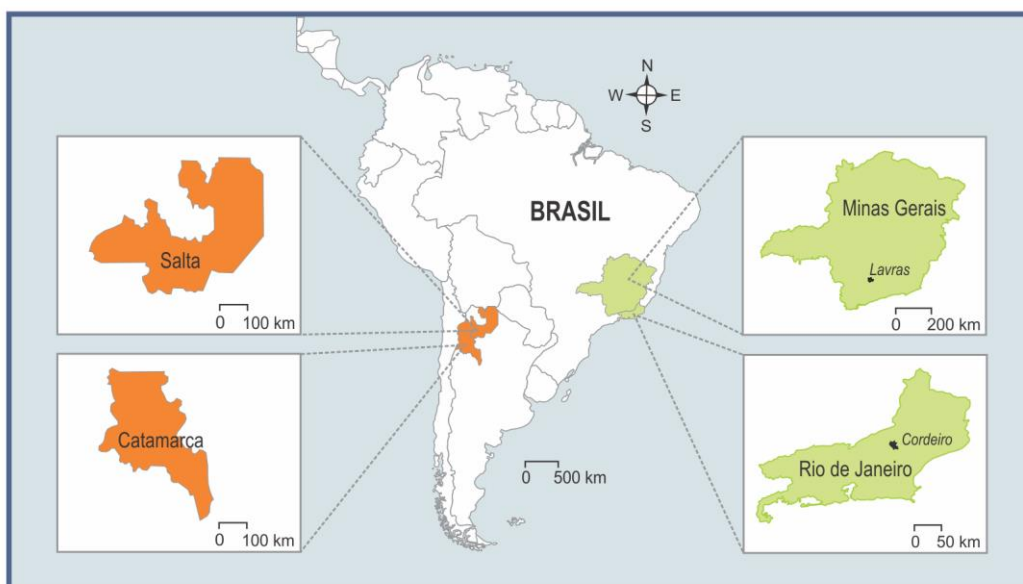 N
W E
S
BRASIL
Salta
0 100 km
Catamarca
0 100 km
0 500 km
Minas Gerais
Lavras
0 200 km
Cordeiro
Rio de Janeiro
0 50 km